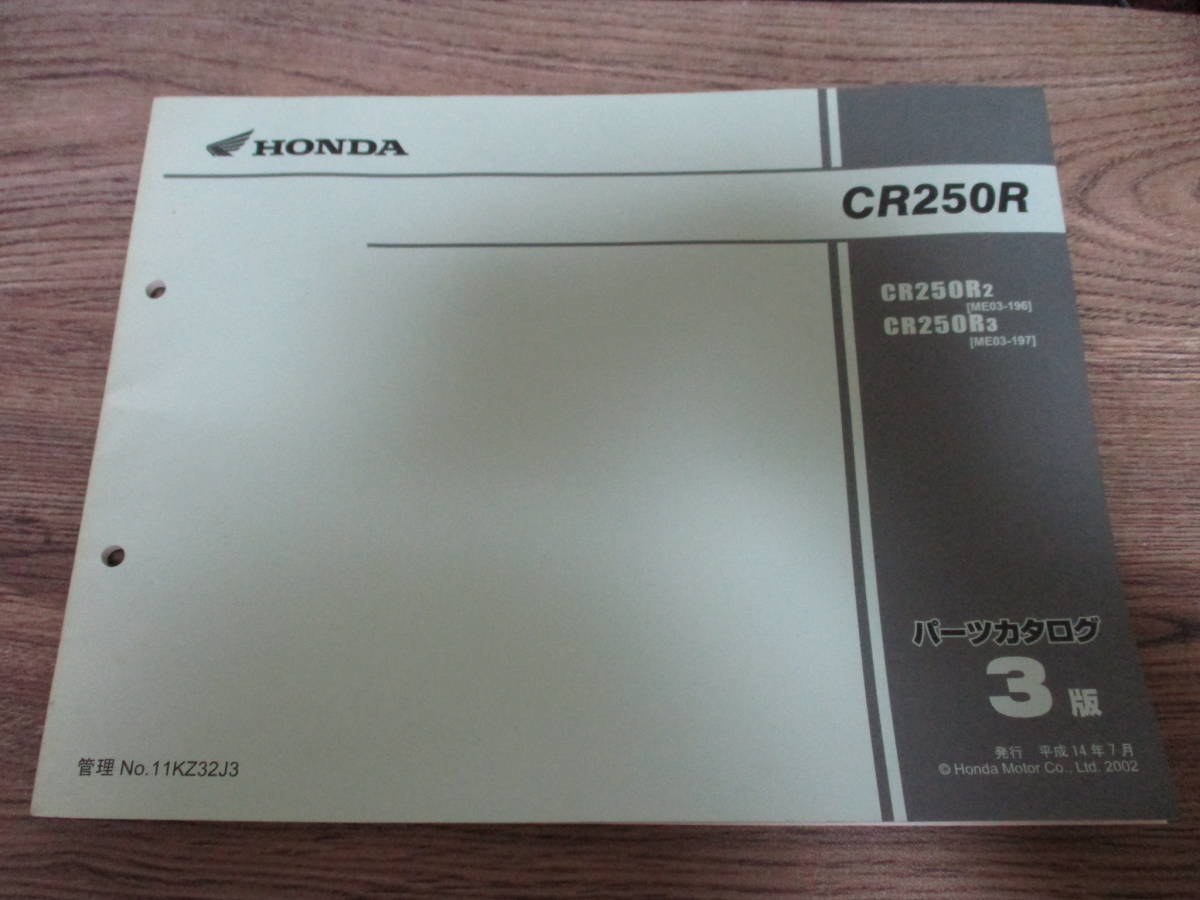 HONDA
CR250R
CR250R2
[ME03-196]
CR250R3
[ME03-197]
パーツカタログ
3版
発行 平成14年7月
© Honda Motor Co., Ltd. 2002
管理 No.11KZ32J3